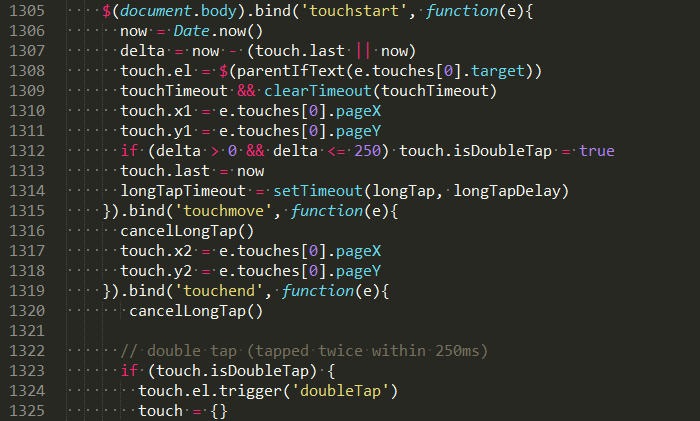 1305 $(document.body).bind('touchstart', function(e){
1306 now = Date.now()
1307 delta = now - (touch.last || now)
1308 touch.el = $(parentIfText(e.touches[0].target))
1309 touchTimeout && clearTimeout(touchTimeout)
1310 touch.x1 = e.touches[0].pageX
1311 touch.y1 = e.touches[0].pageY
1312 if (delta > 0 && delta <= 250) touch.isDoubleTap = true
1313 touch.last = now
1314 longTapTimeout = setTimeout(longTap, longTapDelay)
1315 }).bind('touchmove', function(e){
1316 cancelLongTap()
1317 touch.x2 = e.touches[0].pageX
1318 touch.y2 = e.touches[0].pageY
1319 }).bind('touchend', function(e){
1320 cancelLongTap()
1321
1322 // double tap (tapped twice within 250ms)
1323 if (touch.isDoubleTap) {
1324 touch.el.trigger('doubleTap')
1325 touch = {}